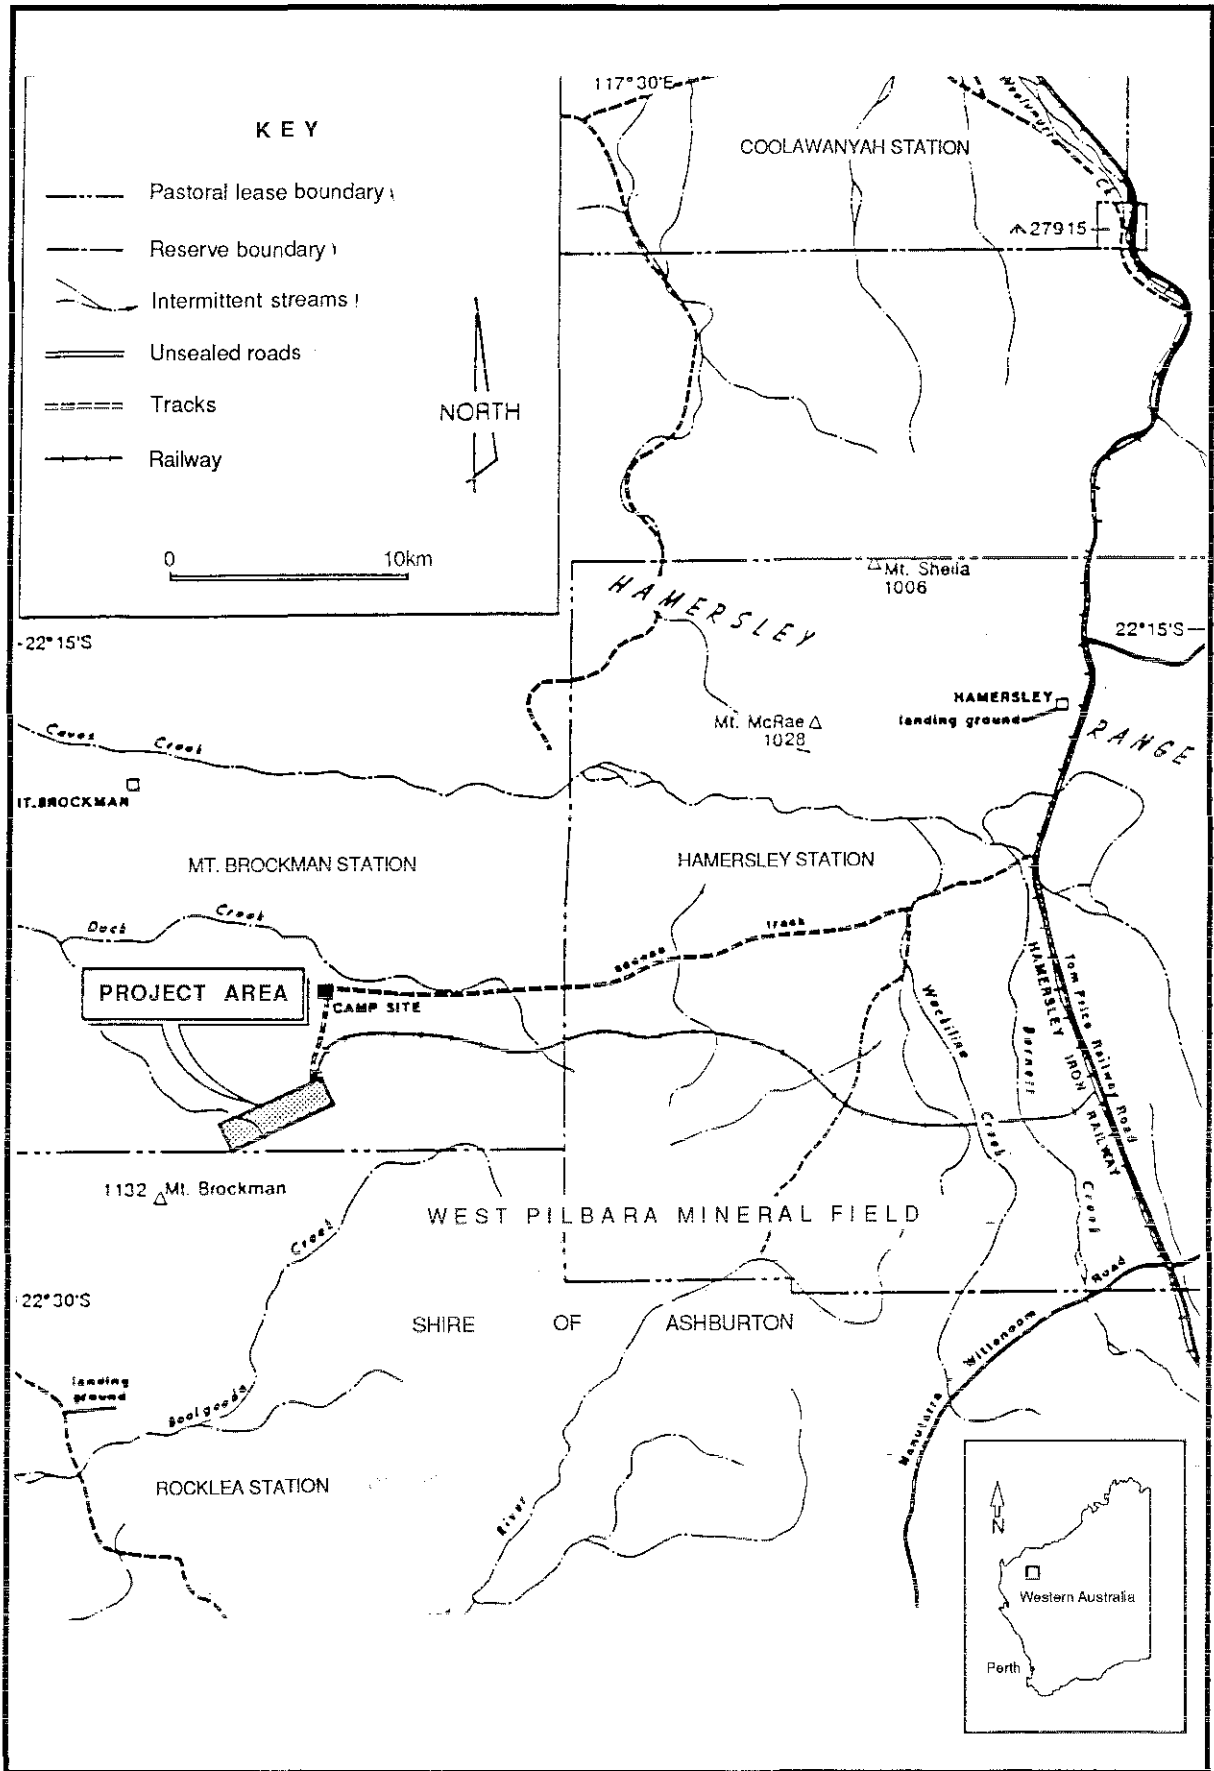 KEY
Pastoral lease boundary
Reserve boundary
Intermittent streams
Unsealed roads
Tracks
Railway
NORTH
0 10km
117°30'E
COOLAWANYAH STATION
Ck
27915
HAMERSLEY
Mt. Sheila
1006
22°15'S
22°15'S
HAMERSLEY
landing ground
Mt. McRae
1028
RANGE
Caves Creek
MT. BROCKMAN STATION
HAMERSLEY STATION
Duck Creek
track
PROJECT AREA
CAMP SITE
Creek
Barnett
Creek
HAMERSLEY IRON RAILWAY
Tom Price Railway Road
1132 Mt. Brockman
WEST PILBARA MINERAL FIELD
22°30'S
SHIRE OF ASHBURTON
Boolgeeda Creek
landing
ground
Wittenoom Road
ROCKLEA STATION
River
N
Western Australia
Perth